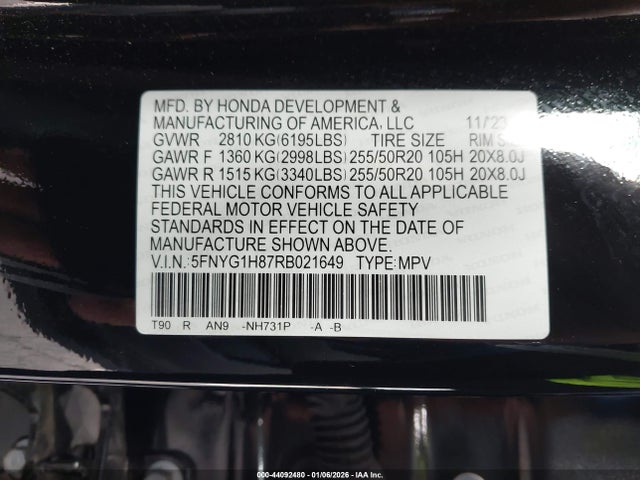 MFD. BY HONDA DEVELOPMENT &
MANUFACTURING OF AMERICA, LLC 11/23
GVWR 2810 KG(6195LBS) TIRE SIZE RIM
GAWR F 1360 KG(2998LBS) 255/50R20 105H 20X8.0J
GAWR R 1515 KG(3340LBS) 255/50R20 105H 20X8.0J
THIS VEHICLE CONFORMS TO ALL APPLICABLE
FEDERAL MOTOR VEHICLE SAFETY
STANDARDS IN EFFECT ON THE DATE OF
MANUFACTURE SHOWN ABOVE.
V.I.N.:5FNYG1H87RB021649 TYPE:MPV
T90 R AN9 -NH731P -A -B
000-44092480 - 01/06/2026 - IAA Inc.